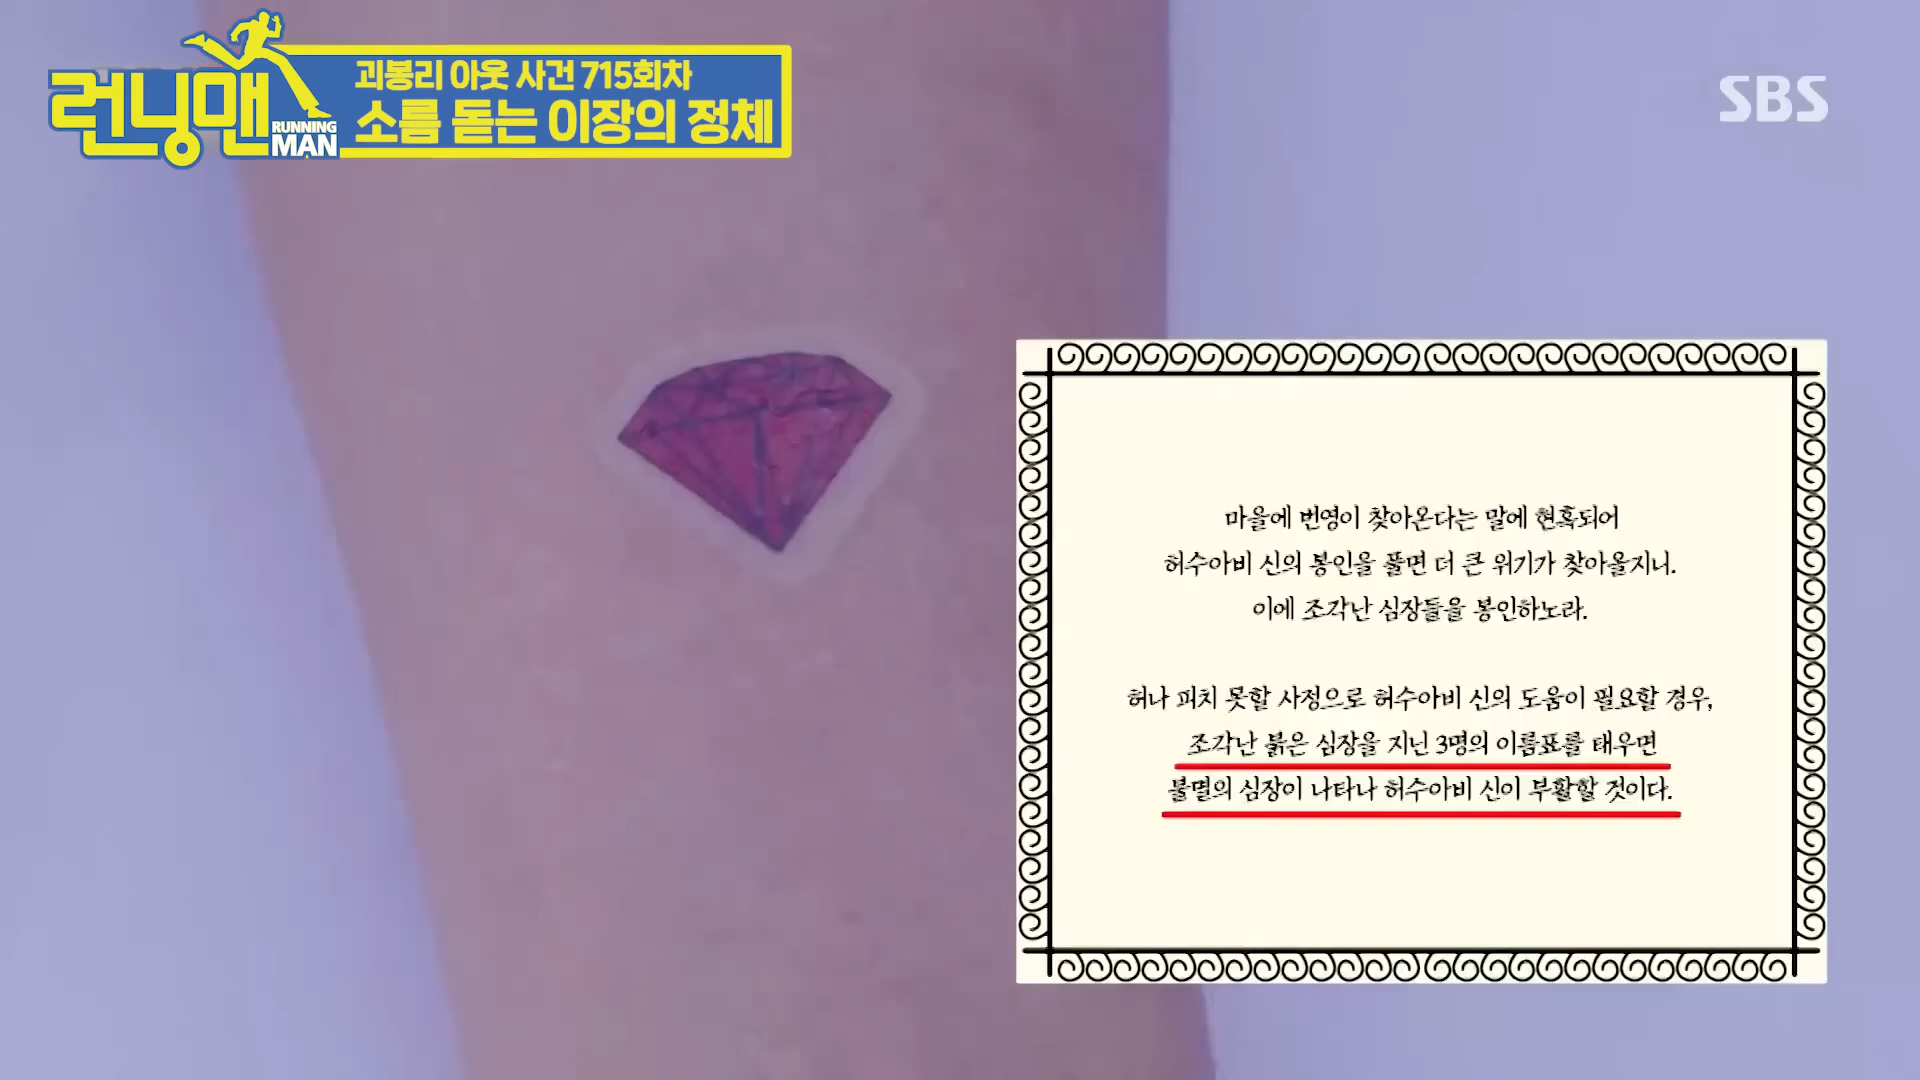 런닝맨
RUNNING
MAN
괴봉리 아웃 사건 715회차
소름 돋는 이장의 정체
SBS
마을에 번영이 찾아온다는 말에 현혹되어
허수아비 신의 봉인을 풀면 더 큰 위기가 찾아올지니.
이에 조각난 심장들을 봉인하노라.
허나 피치 못할 사정으로 허수아비 신의 도움이 필요할 경우,
조각난 붉은 심장을 지닌 3명의 이름표를 태우면
불멸의 심장이 나타나 허수아비 신이 부활할 것이다.